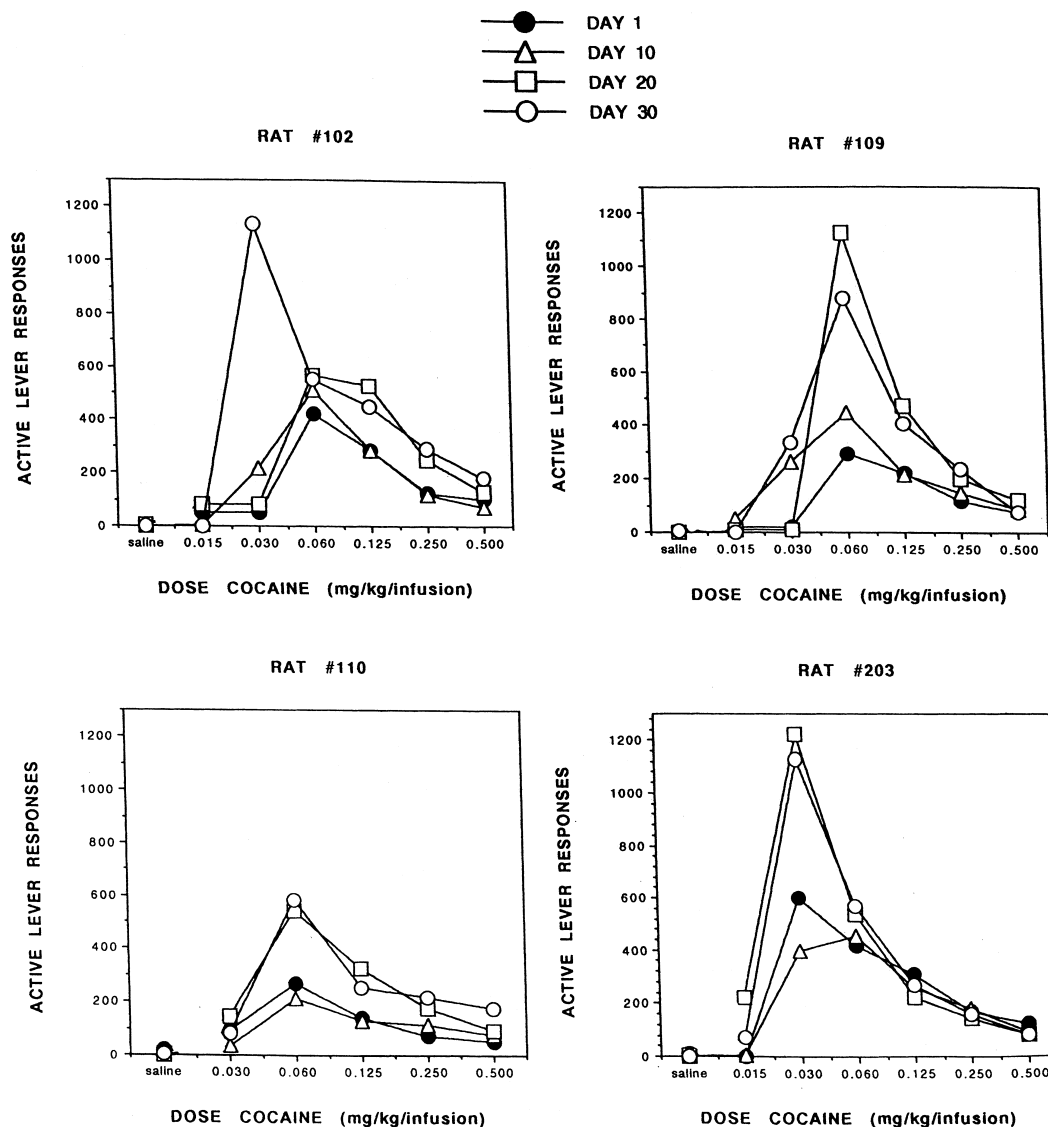 DAY 1
DAY 10
DAY 20
DAY 30
RAT #102
ACTIVE LEVER RESPONSES
1200
1000
800
600
400
200
0
saline 0.015 0.030 0.060 0.125 0.250 0.500
DOSE COCAINE (mg/kg/infusion)
RAT #109
ACTIVE LEVER RESPONSES
1200
1000
800
600
400
200
0
saline 0.015 0.030 0.060 0.125 0.250 0.500
DOSE COCAINE (mg/kg/infusion)
RAT #110
ACTIVE LEVER RESPONSES
1200
1000
800
600
400
200
0
saline 0.030 0.060 0.125 0.250 0.500
DOSE COCAINE (mg/kg/infusion)
RAT #203
ACTIVE LEVER RESPONSES
1200
1000
800
600
400
200
0
saline 0.015 0.030 0.060 0.125 0.250 0.500
DOSE COCAINE (mg/kg/infusion)